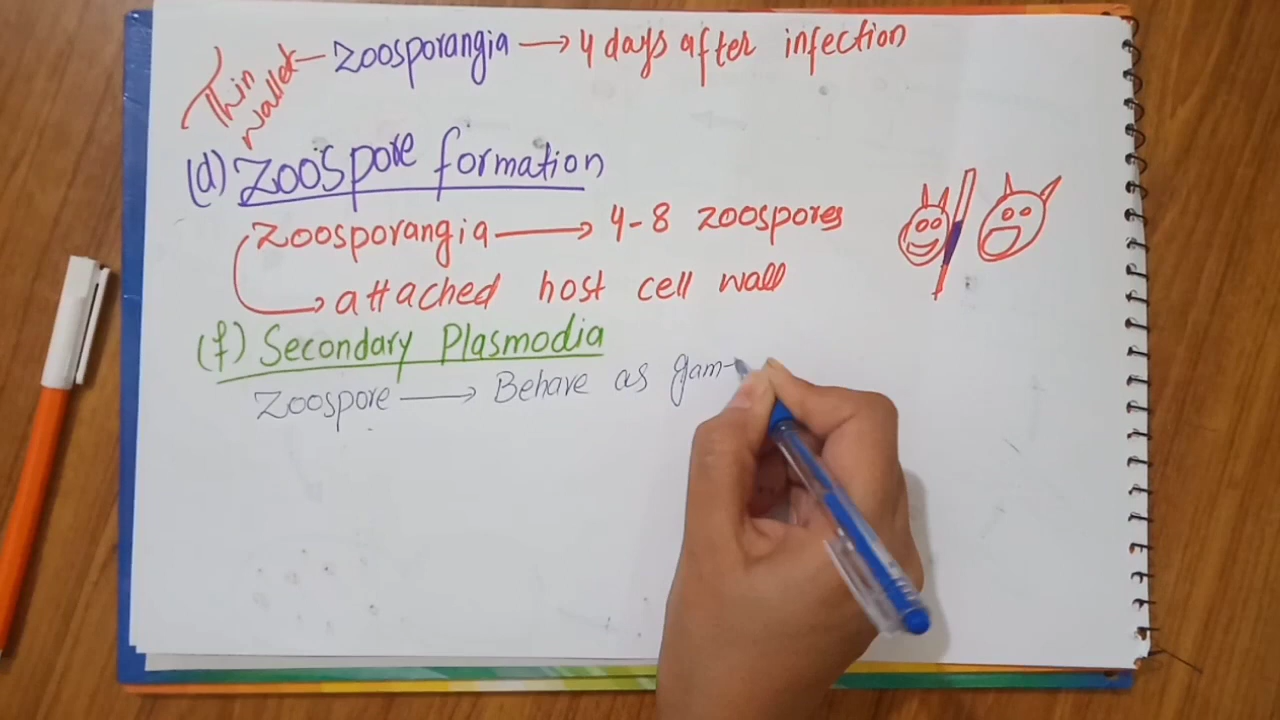 Thin walled – Zoosporangia → 4 days after infection
(d) Zoospore formation
Zoosporangia → 4-8 zoospores
→ attached host cell wall
(f) Secondary Plasmodia
Zoospore → Behave as gam